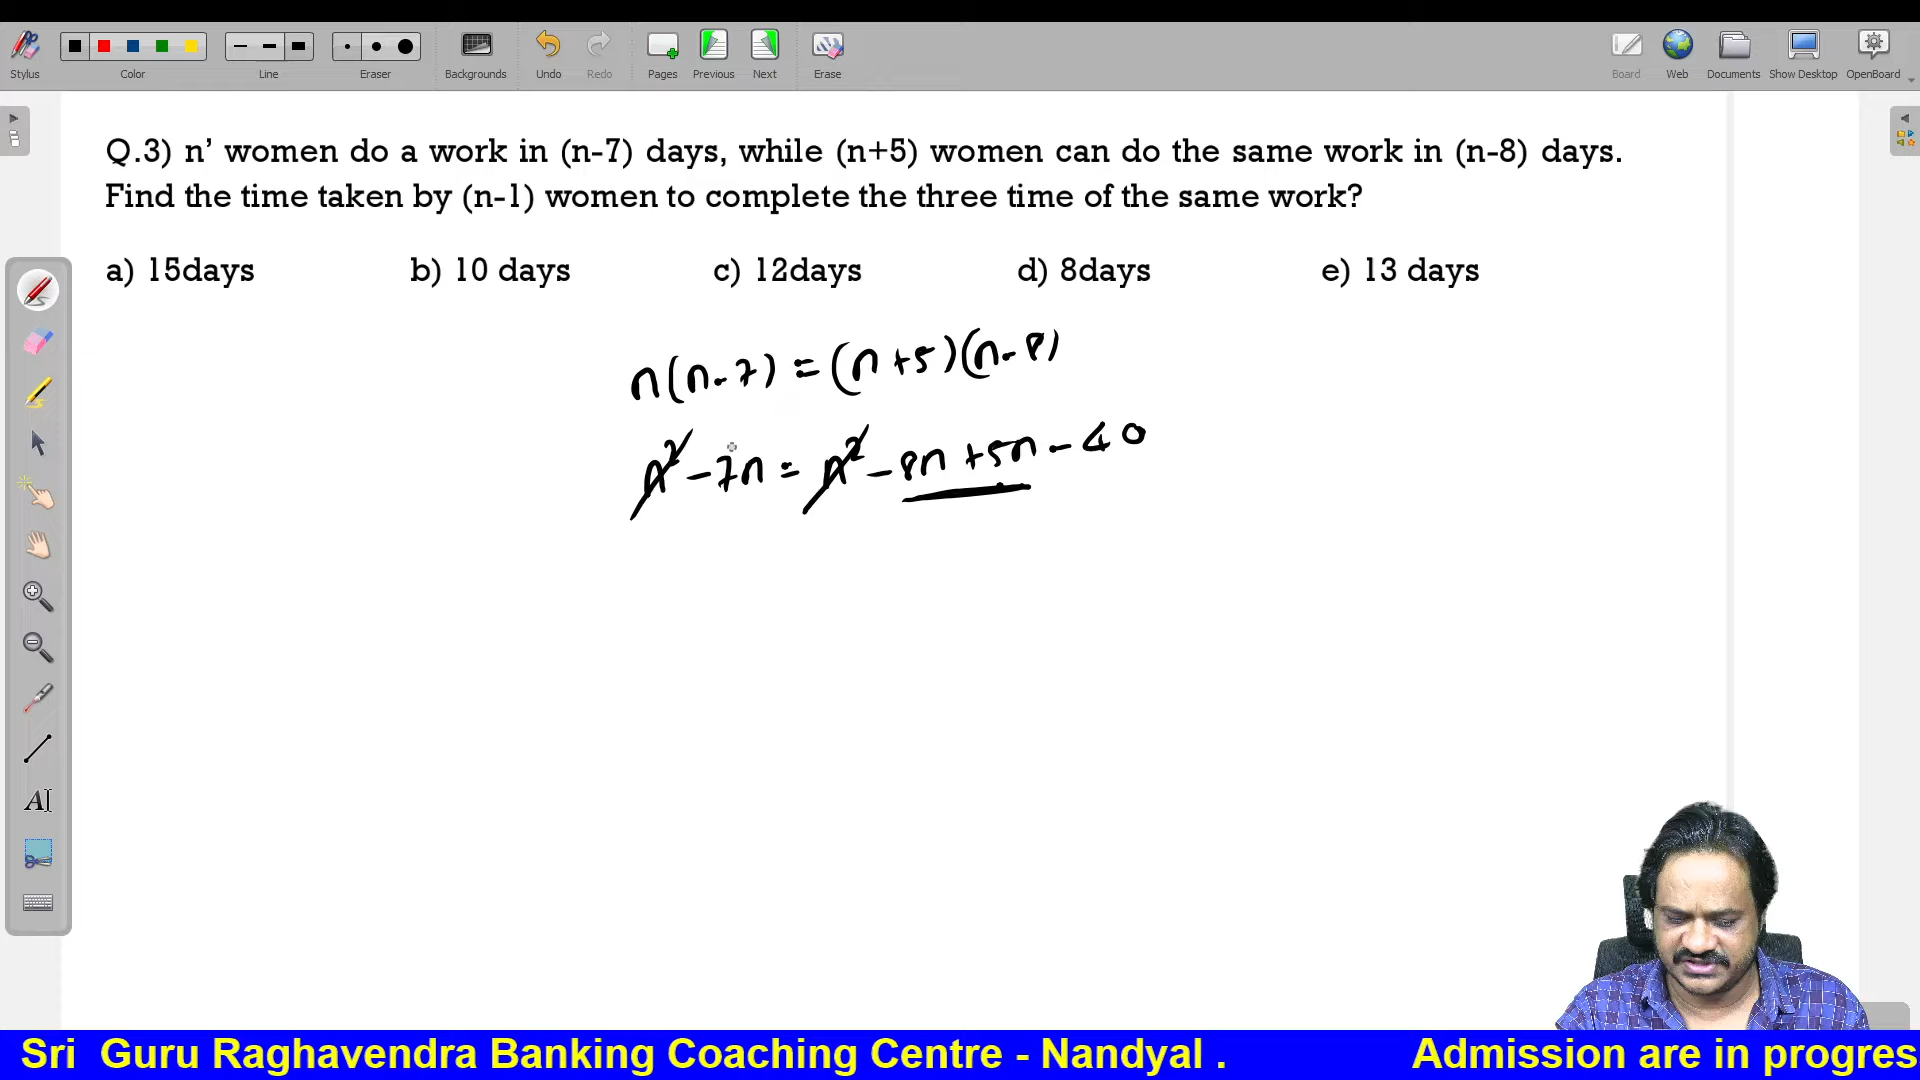 Stylus Color Line Eraser Backgrounds Undo Redo Pages Previous Next Erase Board Web Documents Show Desktop OpenBoard
Q.3) n’ women do a work in (n-7) days, while (n+5) women can do the same work in (n-8) days.
Find the time taken by (n-1) women to complete the three time of the same work?
a) 15days b) 10 days c) 12days d) 8days e) 13 days
n(n-7) = (n+5)(n-8)
n² - 7n = n² - 8n + 5n - 40
Sri Guru Raghavendra Banking Coaching Centre - Nandyal . Admission are in progres